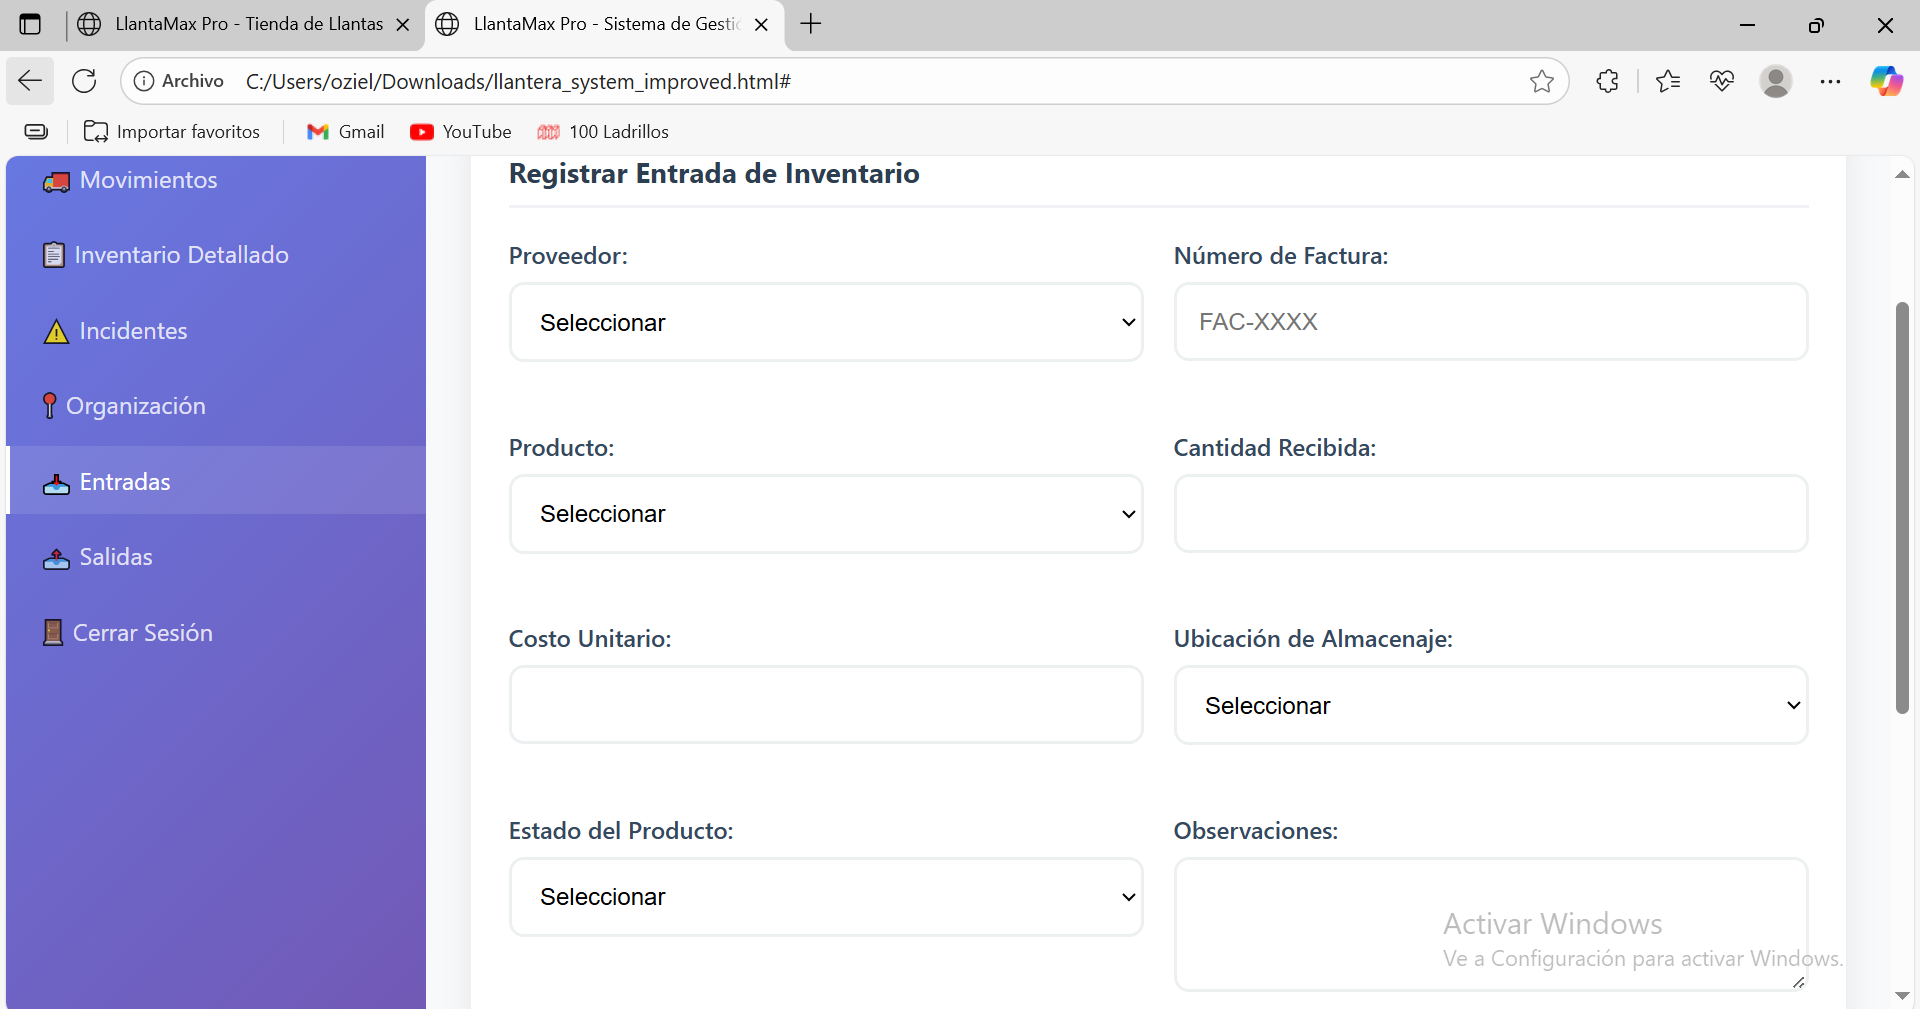 LlantaMax Pro - Tienda de Llantas
LlantaMax Pro - Sistema de Gesti
Archivo C:/Users/oziel/Downloads/llantera_system_improved.html#
Importar favoritos Gmail YouTube 100 Ladrillos
Movimientos
Inventario Detallado
Incidentes
Organización
Entradas
Salidas
Cerrar Sesión
Registrar Entrada de Inventario
Proveedor:
Seleccionar
Número de Factura:
FAC-XXXX
Producto:
Seleccionar
Cantidad Recibida:
Costo Unitario:
Ubicación de Almacenaje:
Seleccionar
Estado del Producto:
Seleccionar
Observaciones:
Activar Windows
Ve a Configuración para activar Windows.